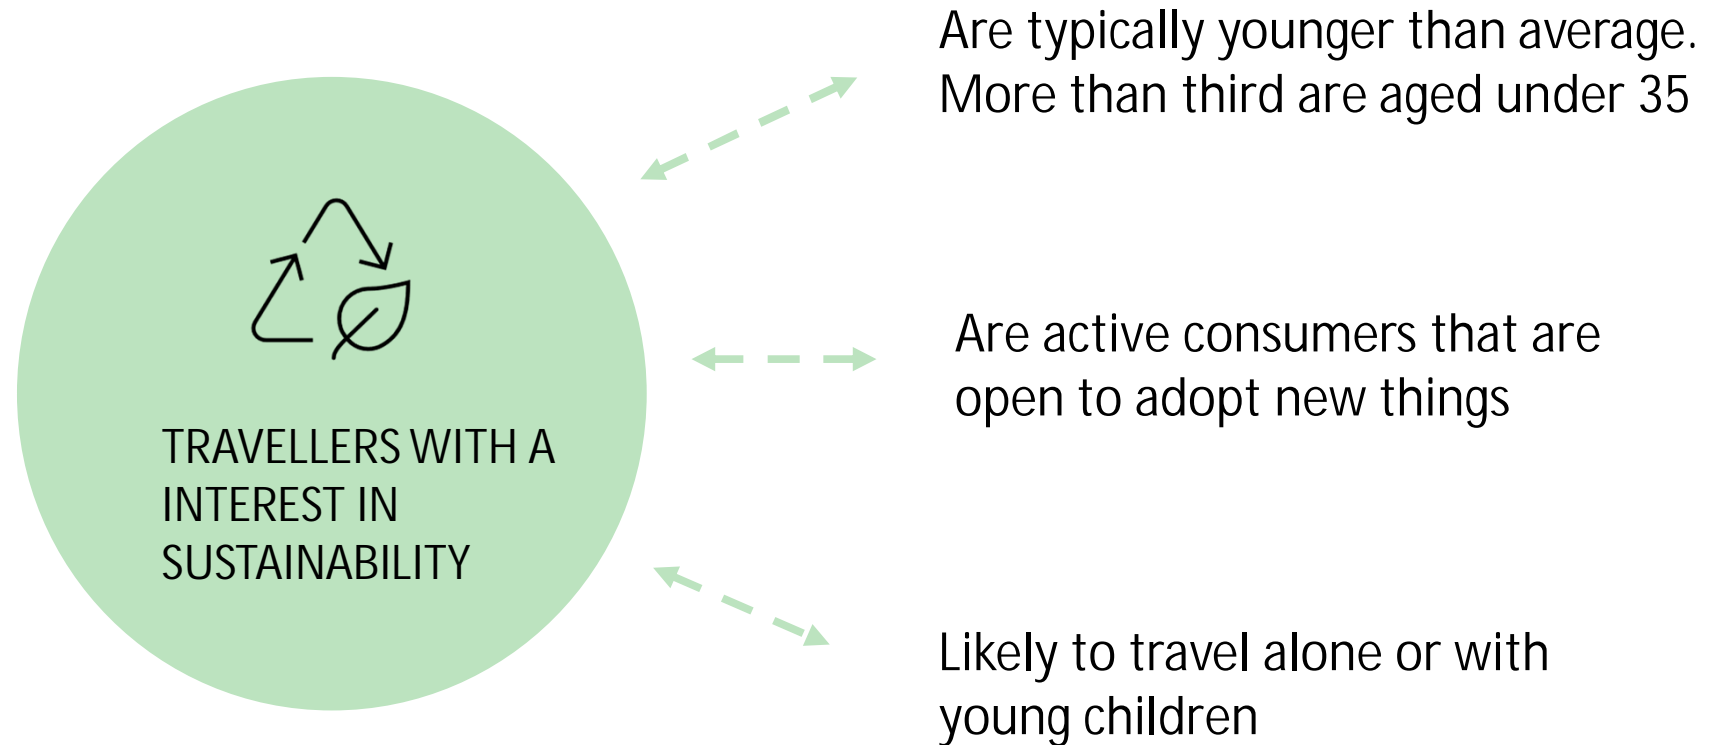 TRAVELLERS WITH A
INTEREST IN
SUSTAINABILITY
Are typically younger than average.
More than third are aged under 35
Are active consumers that are
open to adopt new things
Likely to travel alone or with
young children